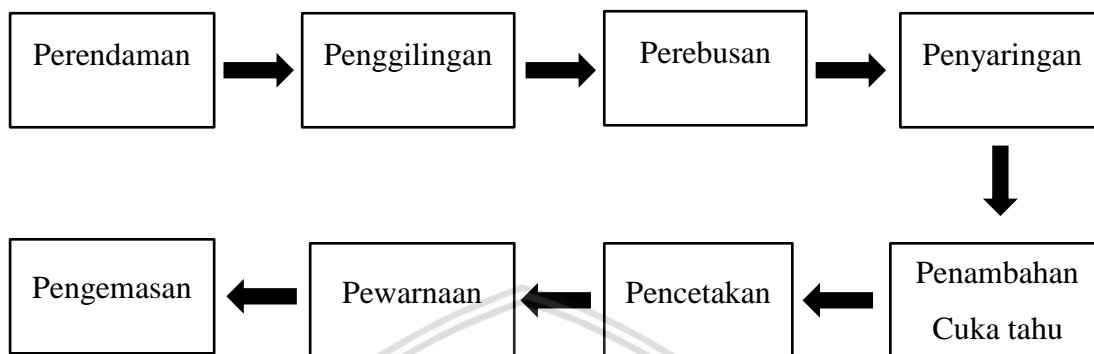 Perendaman
Penggilingan
Perebusan
Penyaringan
Penambahan
Cuka tahu
Pencetakan
Pewarnaan
Pengemasan